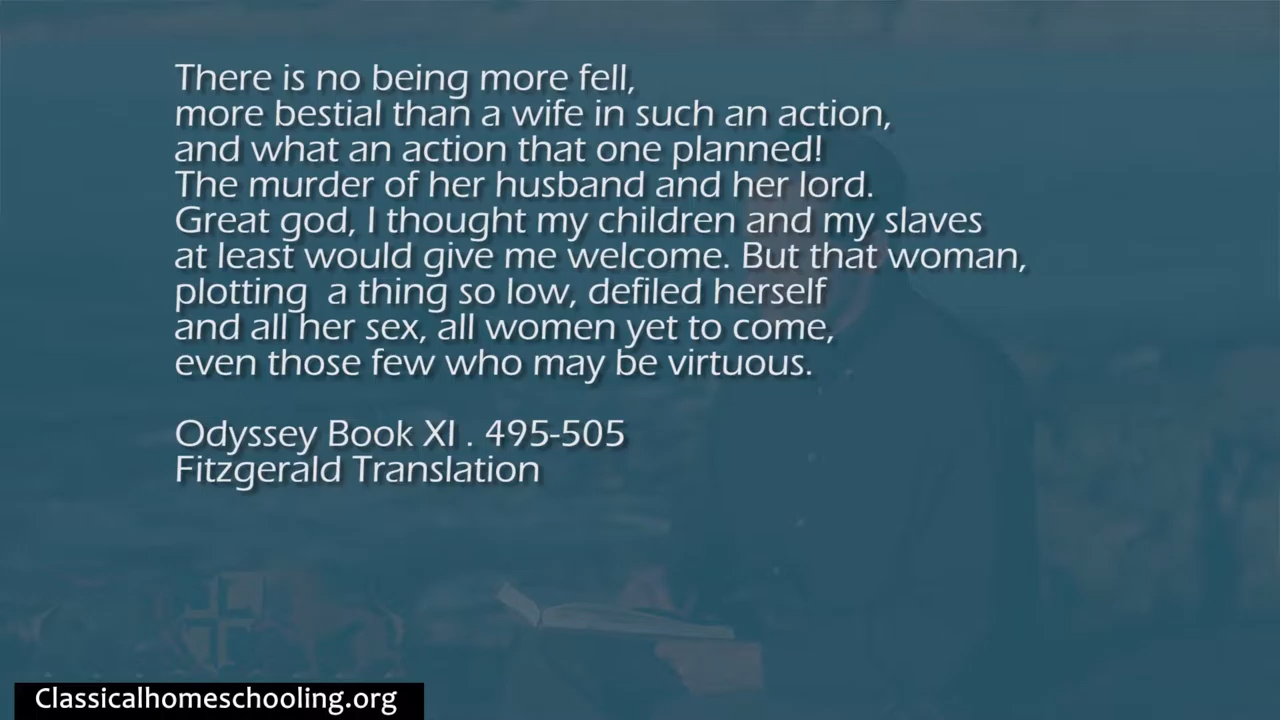 There is no being more fell,
more bestial than a wife in such an action,
and what an action that one planned!
The murder of her husband and her lord.
Great god, I thought my children and my slaves
at least would give me welcome. But that woman,
plotting  a thing so low, defiled herself
and all her sex, all women yet to come,
even those few who may be virtuous.
Odyssey Book XI . 495-505
Fitzgerald Translation
Classicalhomeschooling.org